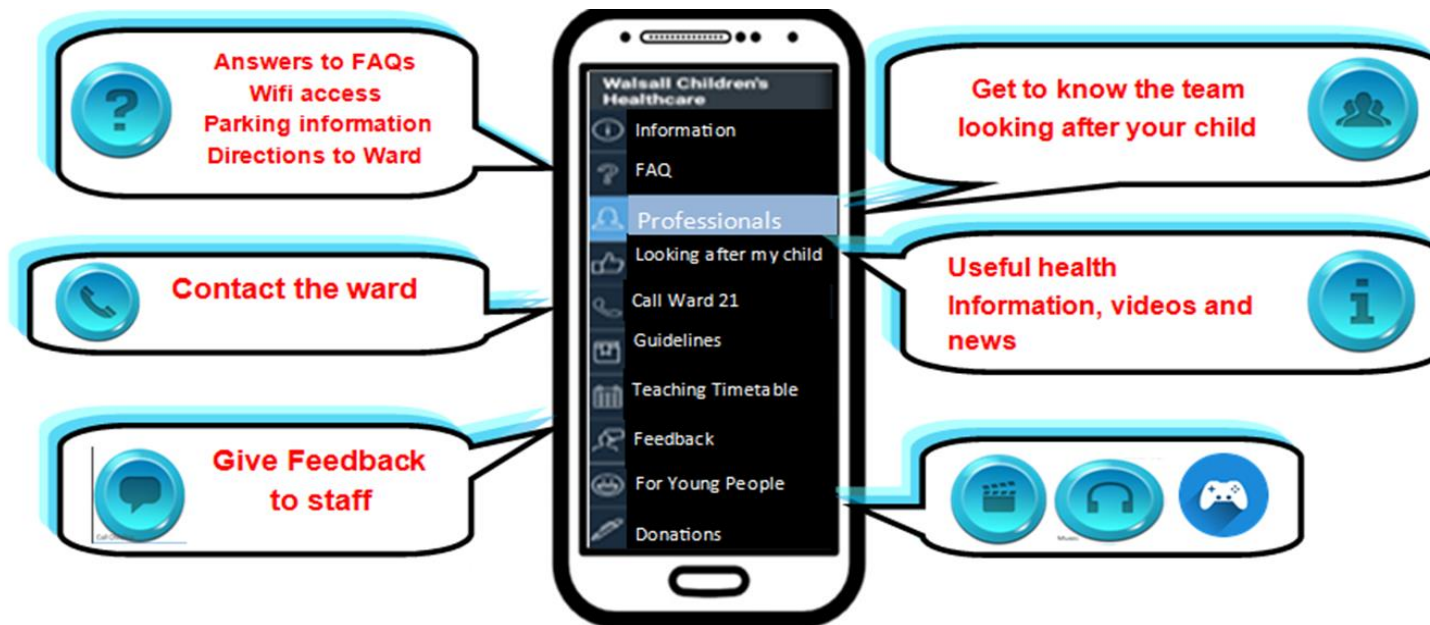 Answers to FAQs
Wifi access
Parking information
Directions to Ward
Contact the ward
Give Feedback
to staff
Walsall Children's
Healthcare
Information
FAQ
Professionals
Looking after my child
Call Ward 21
Guidelines
Teaching Timetable
Feedback
For Young People
Donations
Get to know the team
looking after your child
Useful health
Information, videos and
news
Music